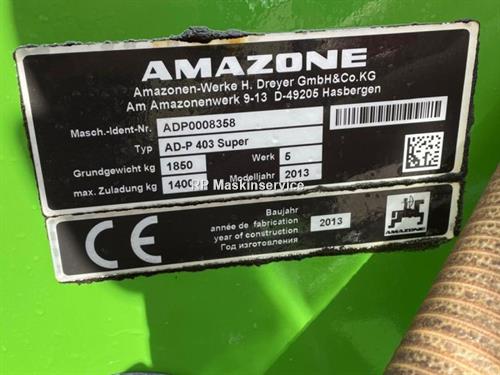 AMAZONE
Amazonen-Werke H. Dreyer GmbH&Co.KG
Am Amazonenwerk 9-13 D-49205 Hasbergen
Masch.-Ident-Nr. ADP0008358
Typ AD-P 403 Super
Grundgewicht kg 1850 Werk 5
max. Zuladung kg 1400 Modelljahr 2013
PP Maskinservice
CE
Baujahr
année de fabrication 2013
year of construction
Год изготовления
AMAZONE